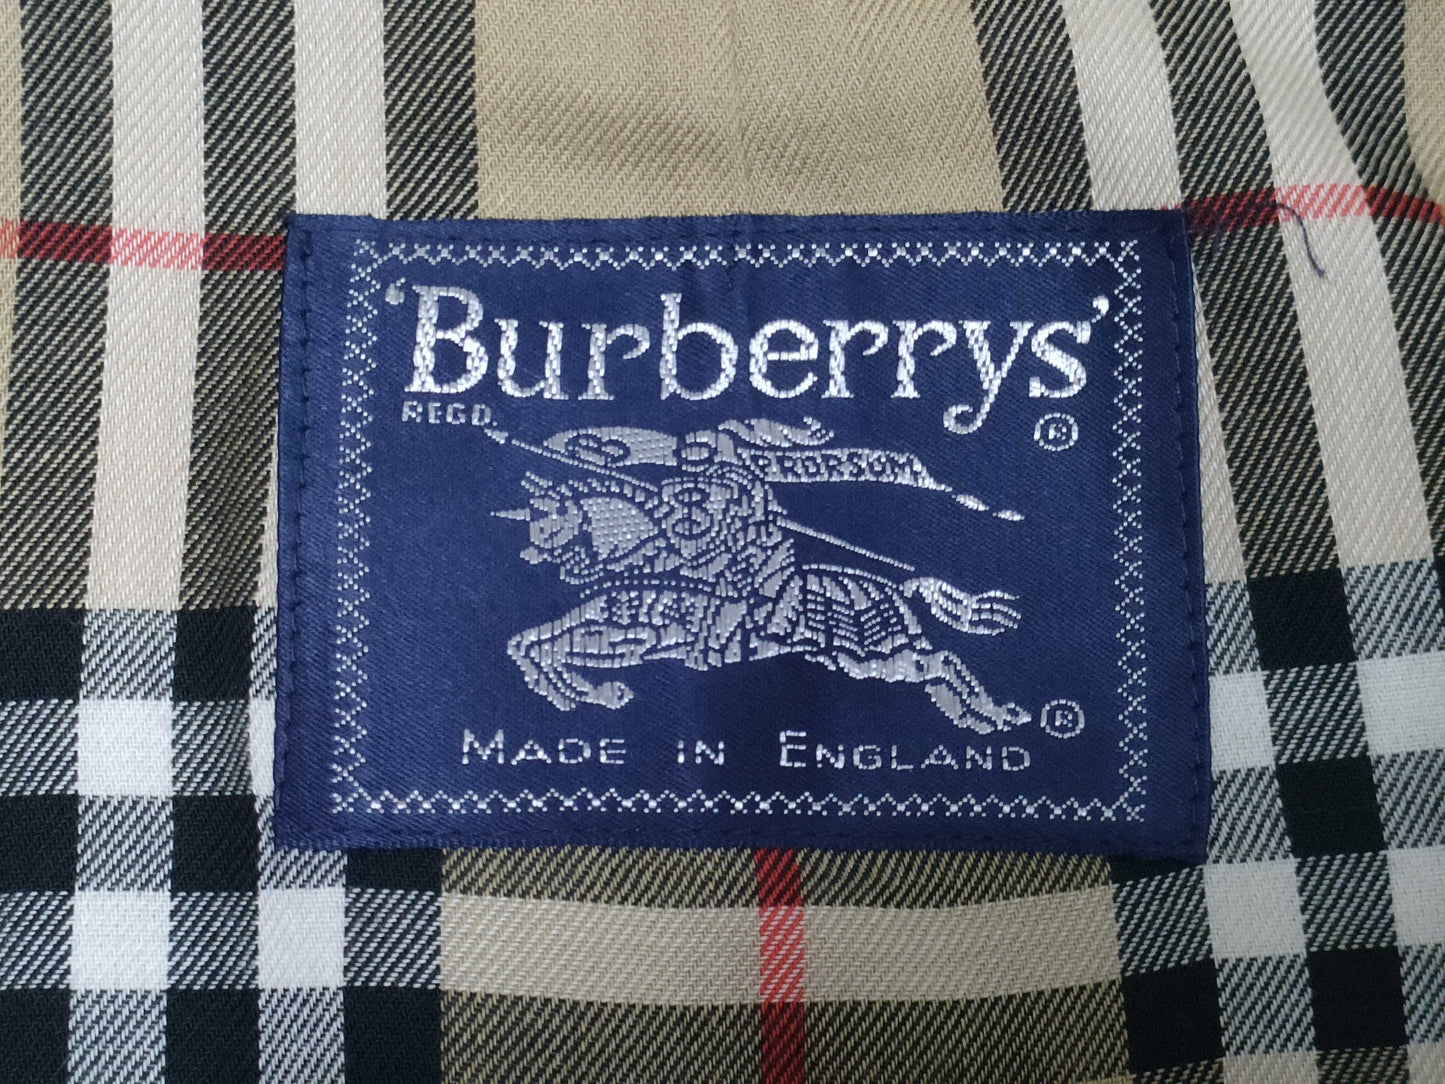 ‘Burberrys’
REGD.
®
PRORSUM
®
MADE IN ENGLAND